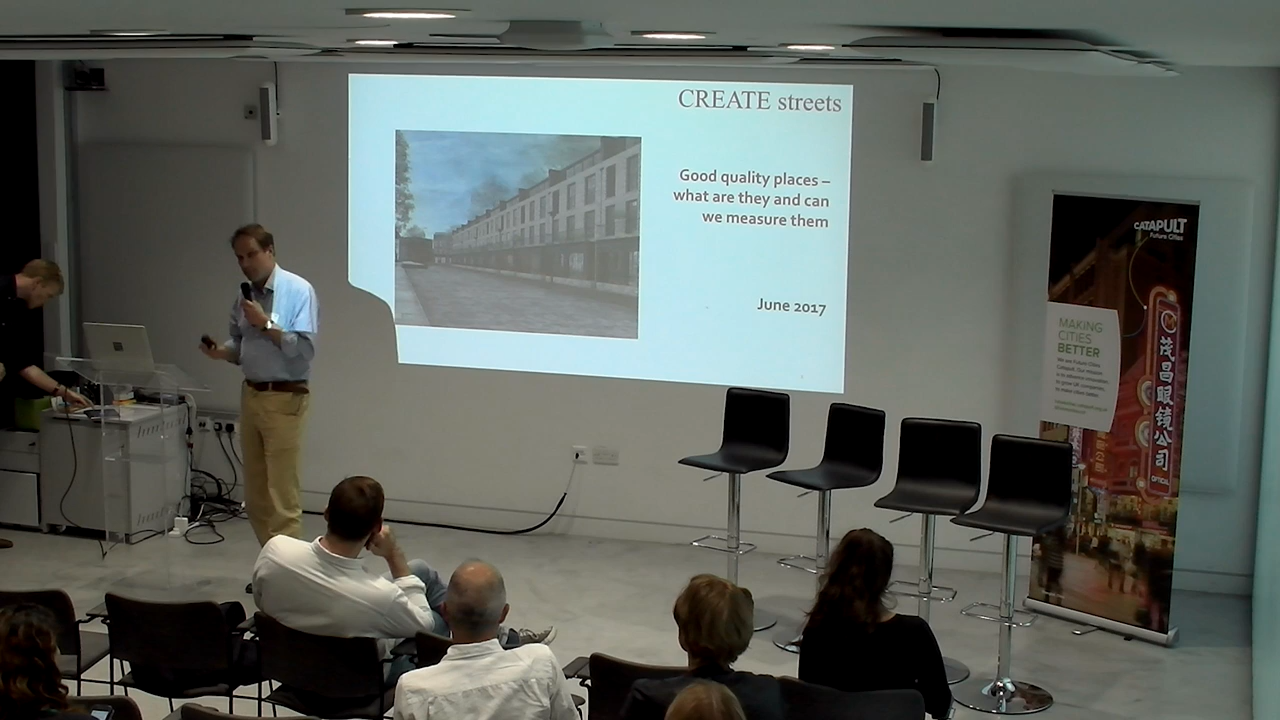 CREATE streets
Good quality places –
what are they and can
we measure them
June 2017
CATAPULT
Future Cities
MAKING
CITIES
BETTER
茂昌眼镜公司
OPTICAL